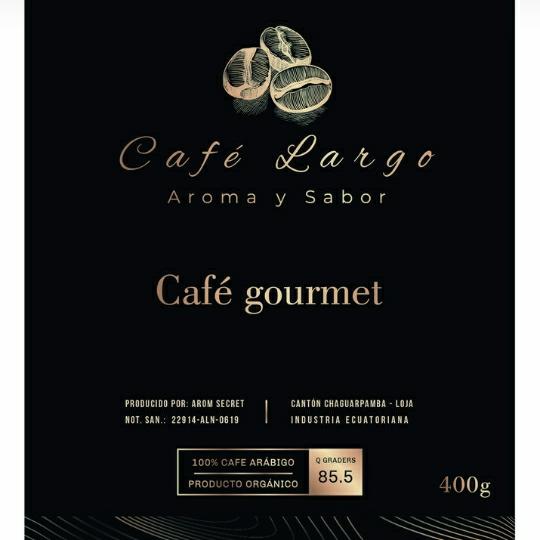 Café Largo
Aroma y Sabor
Café gourmet
PRODUCIDO POR: AROM SECRET
NOT. SAN.: 22914-ALN-0619
CANTÓN CHAGUARPAMBA - LOJA
INDUSTRIA ECUATORIANA
100% CAFE ARÁBIGO
PRODUCTO ORGÁNICO
Q GRADERS
85.5
400g